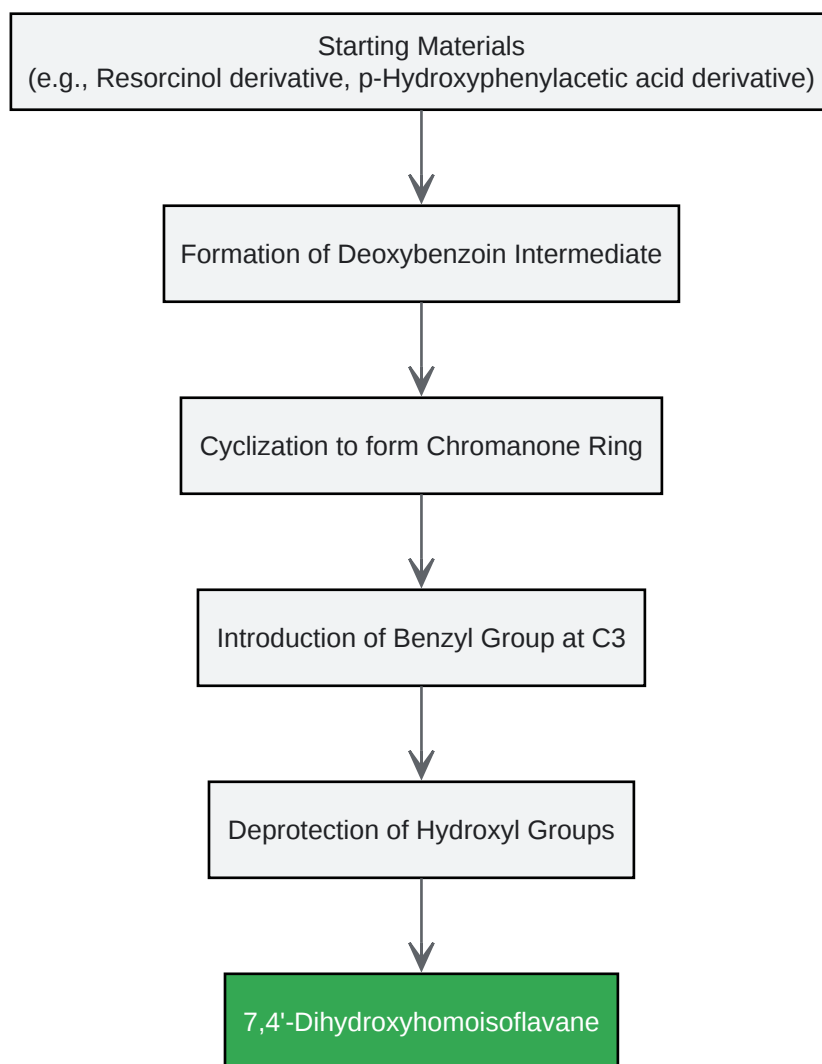 Starting Materials
(e.g., Resorcinol derivative, p-Hydroxyphenylacetic acid derivative)
Formation of Deoxybenzoin Intermediate
Cyclization to form Chromanone Ring
Introduction of Benzyl Group at C3
Deprotection of Hydroxyl Groups
7,4'-Dihydroxyhomoisoflavane